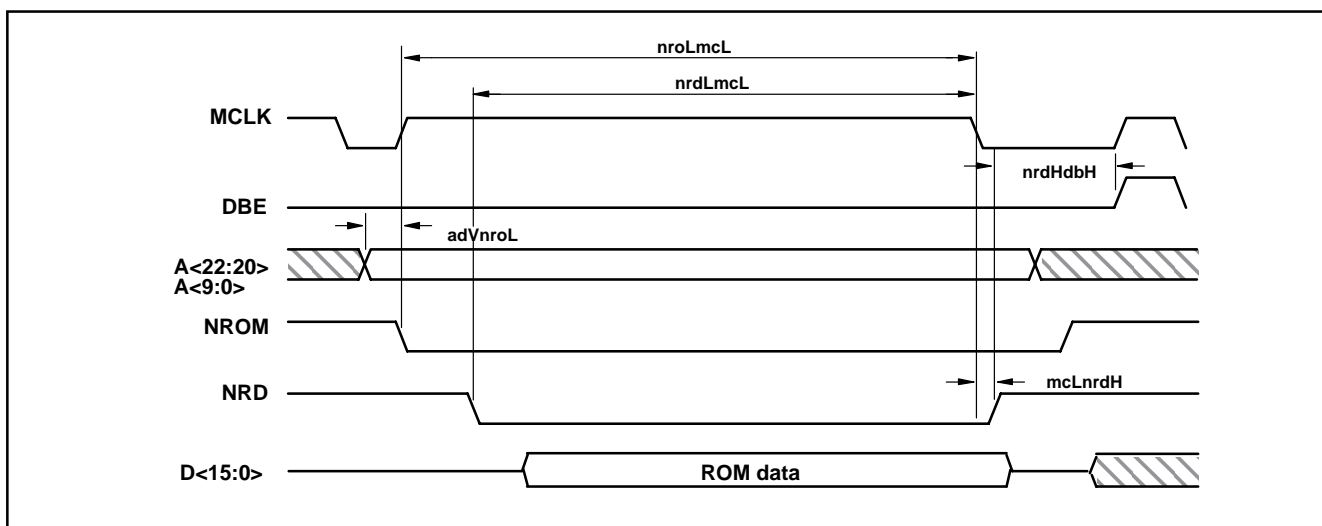 nroLmcL
nrdLmcL
MCLK
nrdHdbH
DBE
adVnroL
A<22:20>
A<9:0>
NROM
mcLnrdH
NRD
D<15:0>
ROM data